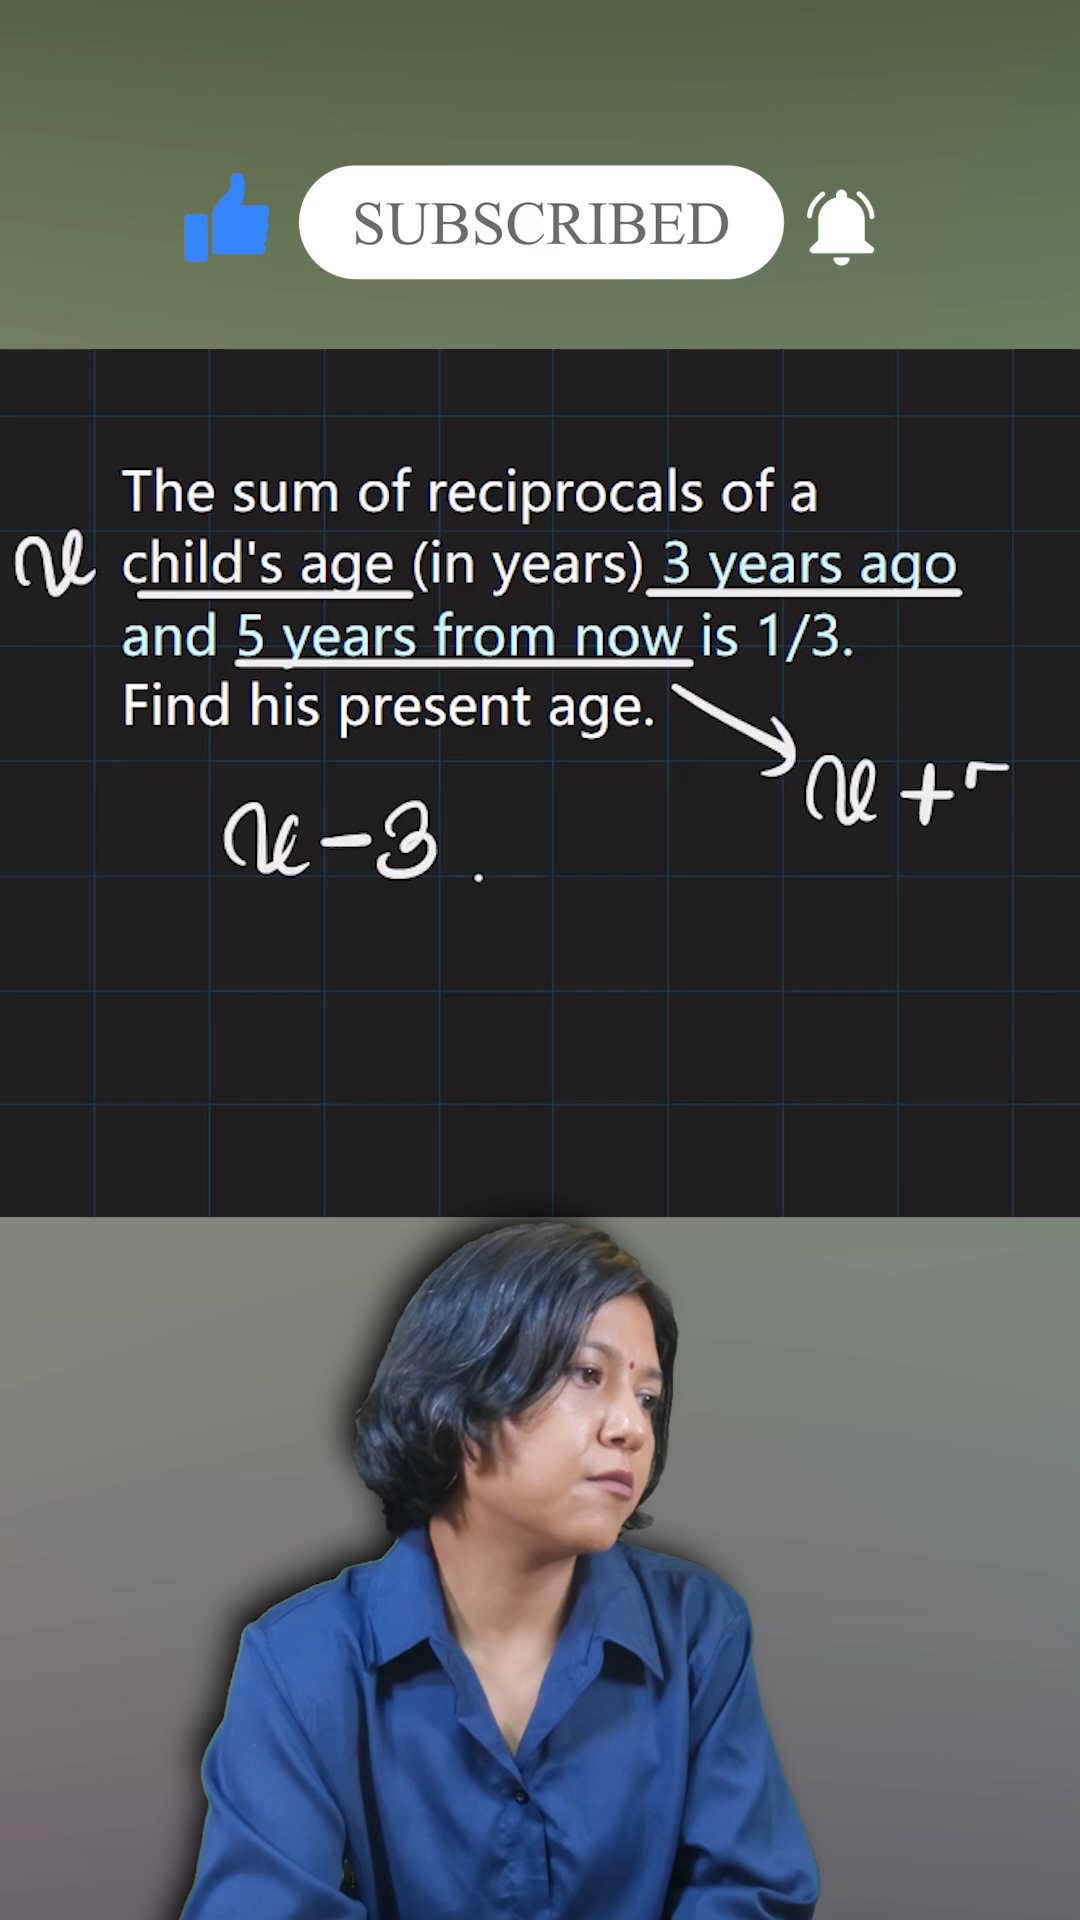 SUBSCRIBED
The sum of reciprocals of a
x child's age (in years) 3 years ago
and 5 years from now is 1/3.
Find his present age.
x +
x - 3 .